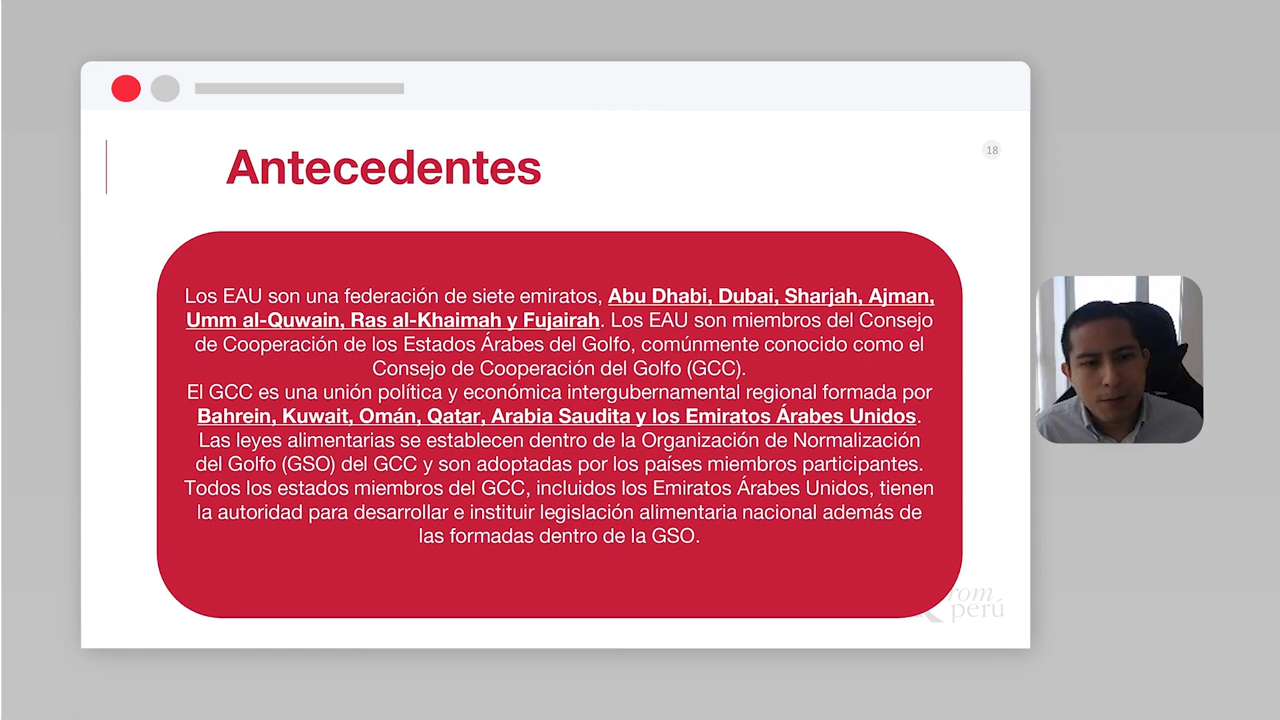 18
Antecedentes
Los EAU son una federación de siete emiratos, Abu Dhabi, Dubai, Sharjah, Ajman,
Umm al-Quwain, Ras al-Khaimah y Fujairah. Los EAU son miembros del Consejo
de Cooperación de los Estados Árabes del Golfo, comúnmente conocido como el
Consejo de Cooperación del Golfo (GCC).
El GCC es una unión política y económica intergubernamental regional formada por
Bahrein, Kuwait, Omán, Qatar, Arabia Saudita y los Emiratos Árabes Unidos.
Las leyes alimentarias se establecen dentro de la Organización de Normalización
del Golfo (GSO) del GCC y son adoptadas por los países miembros participantes.
Todos los estados miembros del GCC, incluidos los Emiratos Árabes Unidos, tienen
la autoridad para desarrollar e instituir legislación alimentaria nacional además de
las formadas dentro de la GSO.
rom
perú